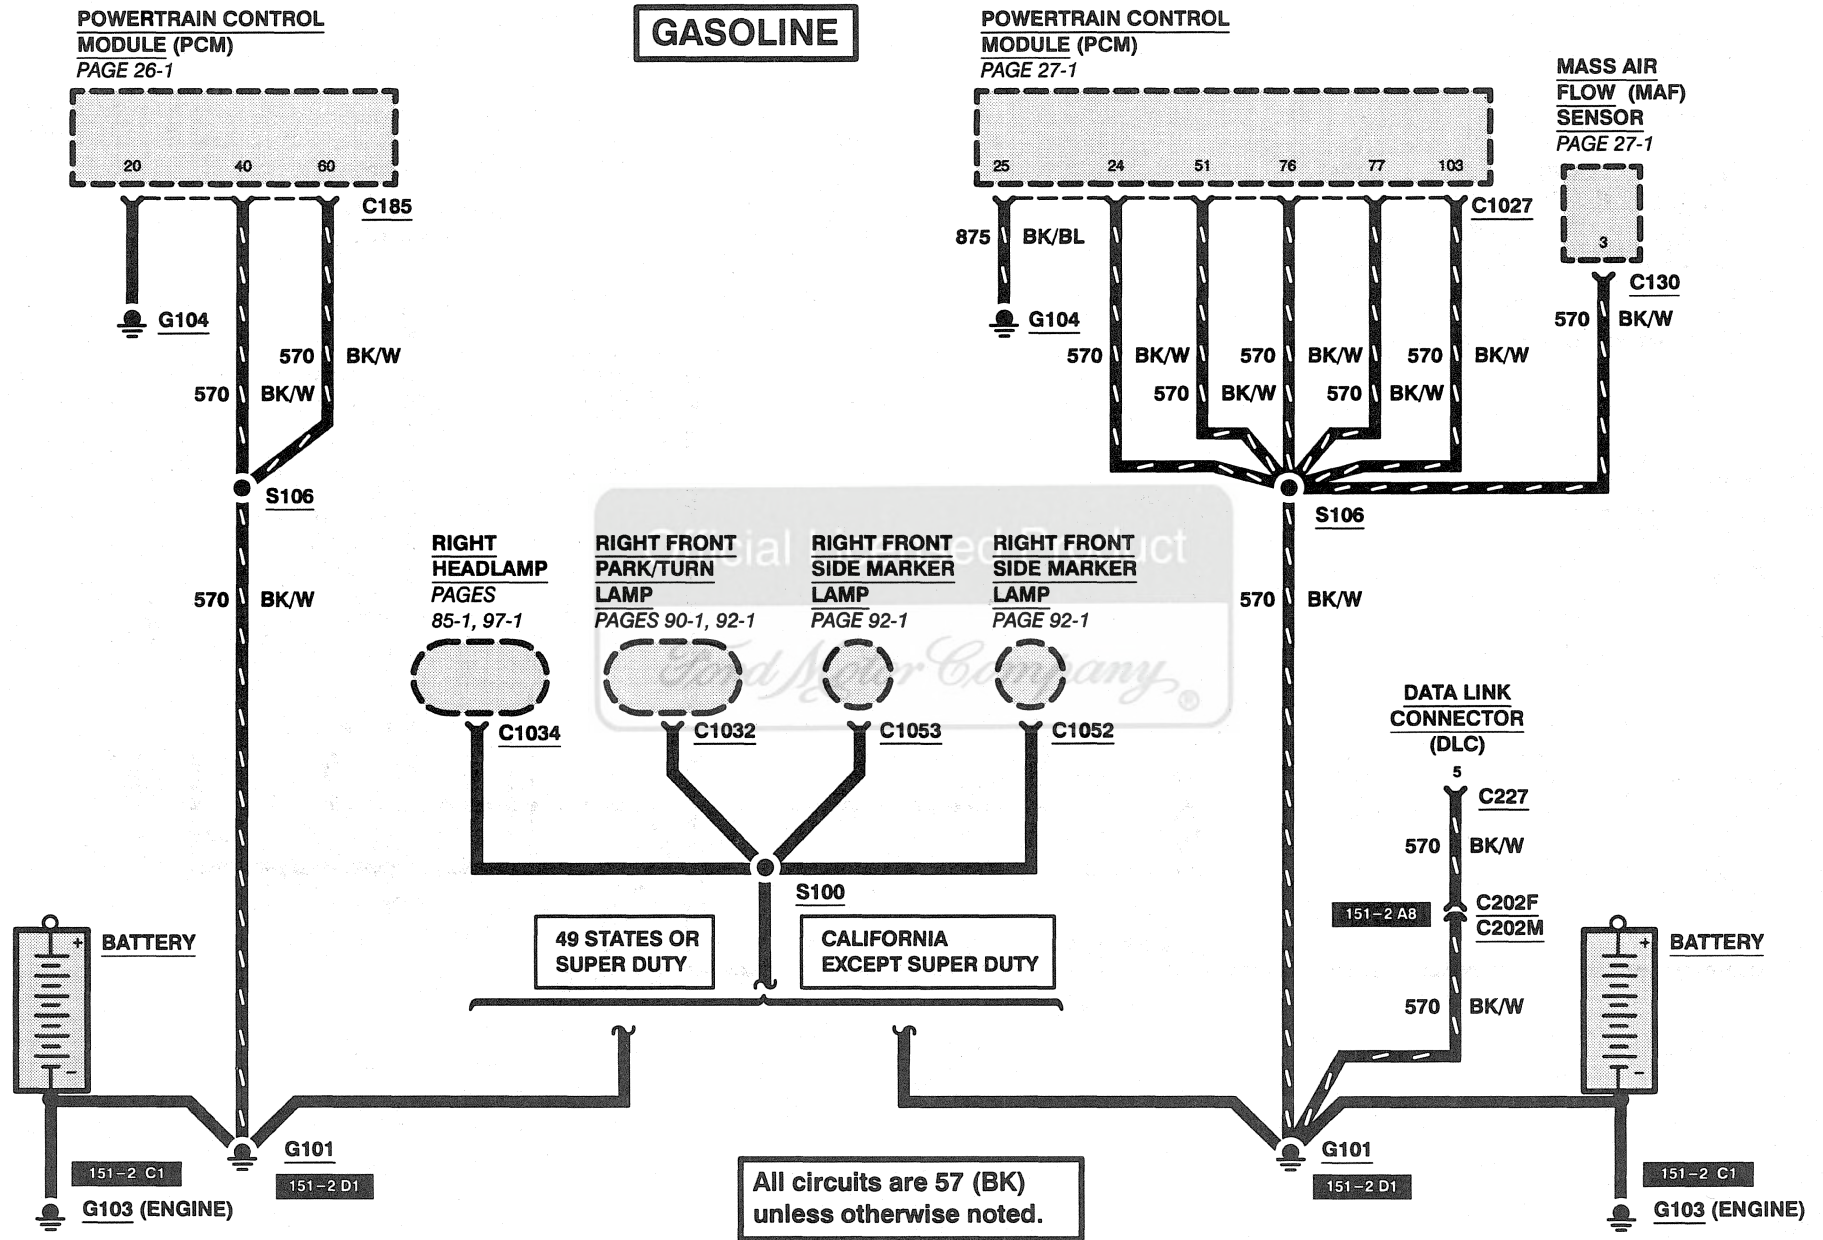 GASOLINE
POWERTRAIN CONTROL
MODULE (PCM)
PAGE 26-1
20 40 60
C185
G104
570 BK/W
570 BK/W
S106
570 BK/W
POWERTRAIN CONTROL
MODULE (PCM)
PAGE 27-1
25 24 51 76 77 103
C1027
875 BK/BL
G104
570 BK/W 570 BK/W 570 BK/W
570 BK/W 570 BK/W
MASS AIR
FLOW (MAF)
SENSOR
PAGE 27-1
3
C130
570 BK/W
S106
570 BK/W
Official Licensed Product
Ford Motor Company
®
RIGHT
HEADLAMP
PAGES
85-1, 97-1
C1034
RIGHT FRONT
PARK/TURN
LAMP
PAGES 90-1, 92-1
C1032
RIGHT FRONT
SIDE MARKER
LAMP
PAGE 92-1
C1053
RIGHT FRONT
SIDE MARKER
LAMP
PAGE 92-1
C1052
S100
DATA LINK
CONNECTOR
(DLC)
5
C227
570 BK/W
151-2 A8
C202F
C202M
570 BK/W
49 STATES OR
SUPER DUTY
CALIFORNIA
EXCEPT SUPER DUTY
+
BATTERY
-
+
BATTERY
-
G101
151-2 D1
151-2 C1
G103 (ENGINE)
G101
151-2 D1
151-2 C1
G103 (ENGINE)
All circuits are 57 (BK)
unless otherwise noted.